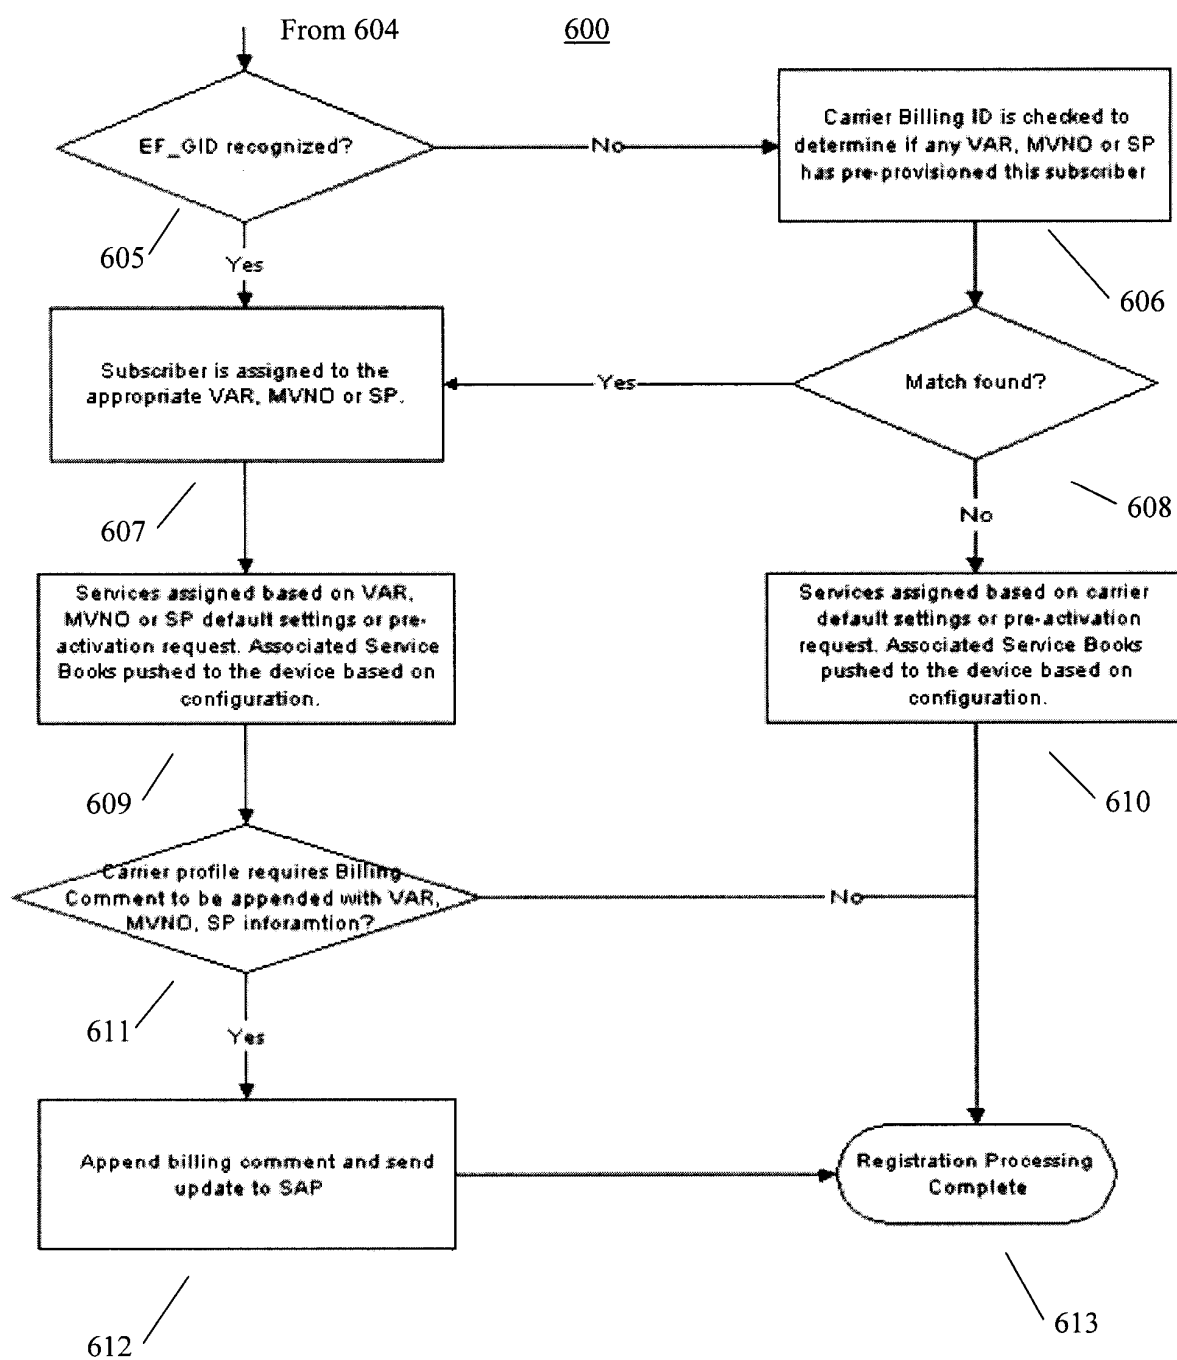 From 604
600
EF_GID recognized?
No
Carrier Billing ID is checked to
determine if any VAR, MVNO or SP
has pre-provisioned this subscriber
605
Yes
606
Subscriber is assigned to the
appropriate VAR, MVNO or SP.
Yes
Match found?
607
608
No
Services assigned based on VAR,
MVNO or SP default settings or pre-
activation request. Associated Service
Books pushed to the device based on
configuration.
Services assigned based on carrier
default settings or pre-activation
request. Associated Service Books
pushed to the device based on
configuration.
609
610
Carrier profile requires Billing
Comment to be appended with VAR,
MVNO, SP inforamtion?
No
611
Yes
Append billing comment and send
update to SAP
Registration Processing
Complete
612
613